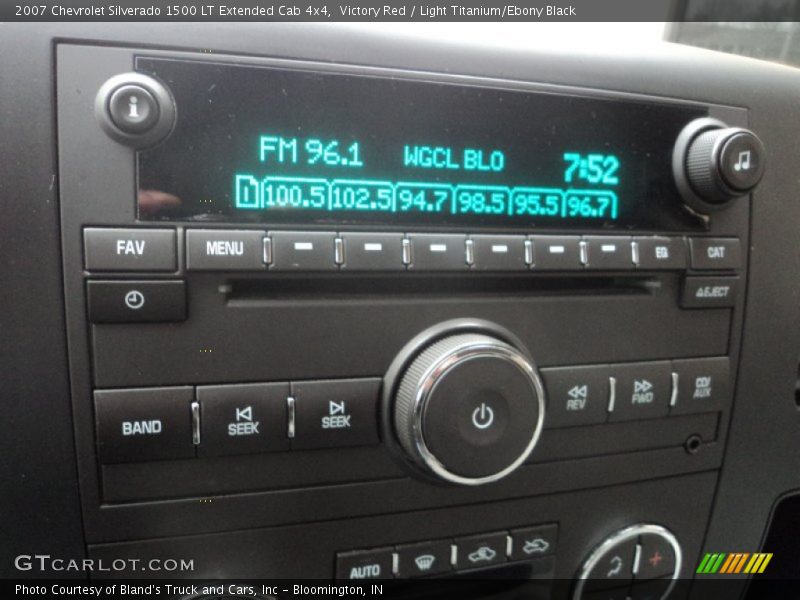 2007 Chevrolet Silverado 1500 LT Extended Cab 4x4,  Victory Red / Light Titanium/Ebony Black
i
FM 96.1 WGCL BLO 7:52
1 100.5 102.5 94.7 98.5 95.5 96.7
FAV MENU EQ CAT
EJECT
BAND SEEK SEEK REV FWD CD/AUX
AUTO
GTCARLOT.COM
Photo Courtesy of Bland's Truck and Cars, Inc – Bloomington, IN